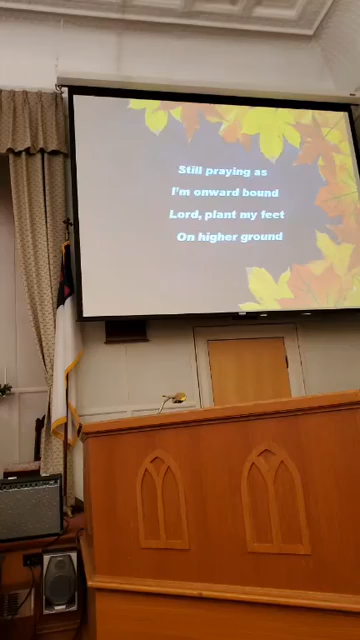 Still praying as
I'm onward bound
Lord, plant my feet
On higher ground